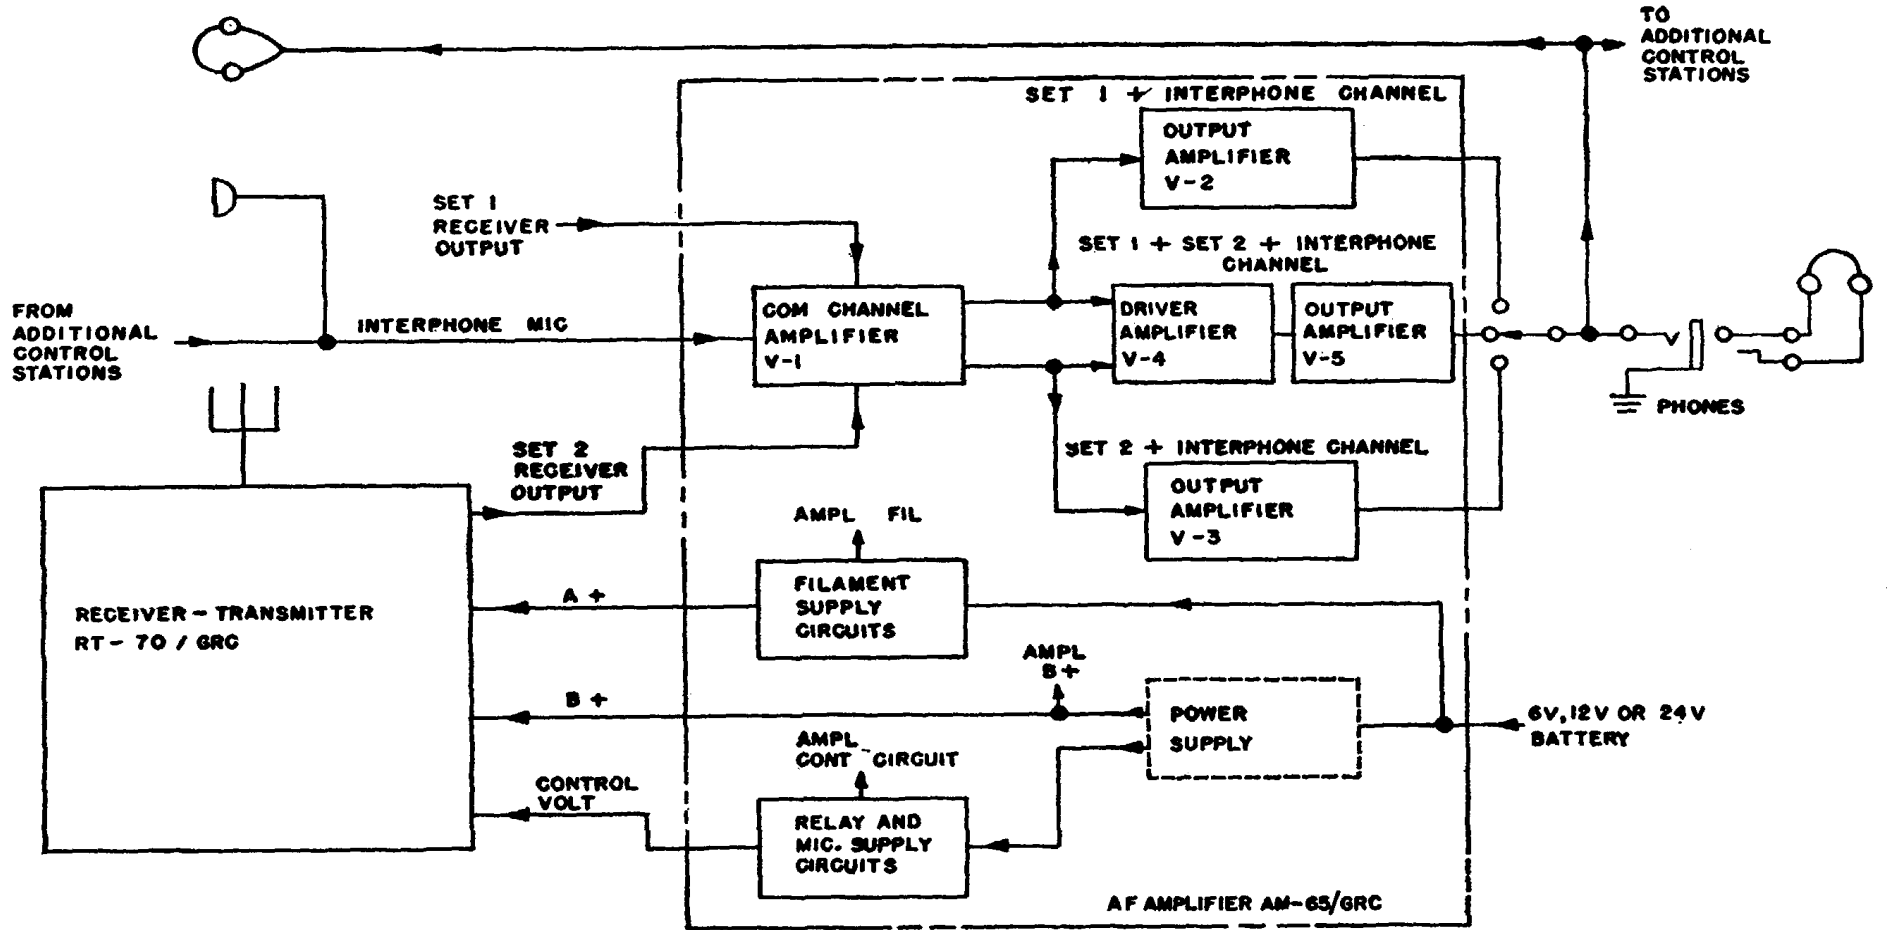 TO
ADDITIONAL
CONTROL
STATIONS
SET 1 + INTERPHONE CHANNEL
OUTPUT
AMPLIFIER
V-2
SET 1
RECEIVER
OUTPUT
SET 1 + SET 2 + INTERPHONE
CHANNEL
FROM
ADDITIONAL
CONTROL
STATIONS
INTERPHONE MIC
COM CHANNEL
AMPLIFIER
V-1
DRIVER
AMPLIFIER
V-4
OUTPUT
AMPLIFIER
V-5
PHONES
SET 2
RECEIVER
OUTPUT
SET 2 + INTERPHONE CHANNEL
OUTPUT
AMPLIFIER
V-3
AMPL FIL
FILAMENT
SUPPLY
CIRCUITS
A+
RECEIVER-TRANSMITTER
RT-70/GRC
B+
AMPL
B+
POWER
SUPPLY
6V, 12V OR 24V
BATTERY
AMPL
CONT CIRCUIT
CONTROL
VOLT
RELAY AND
MIC. SUPPLY
CIRCUITS
AF AMPLIFIER AM-65/GRC